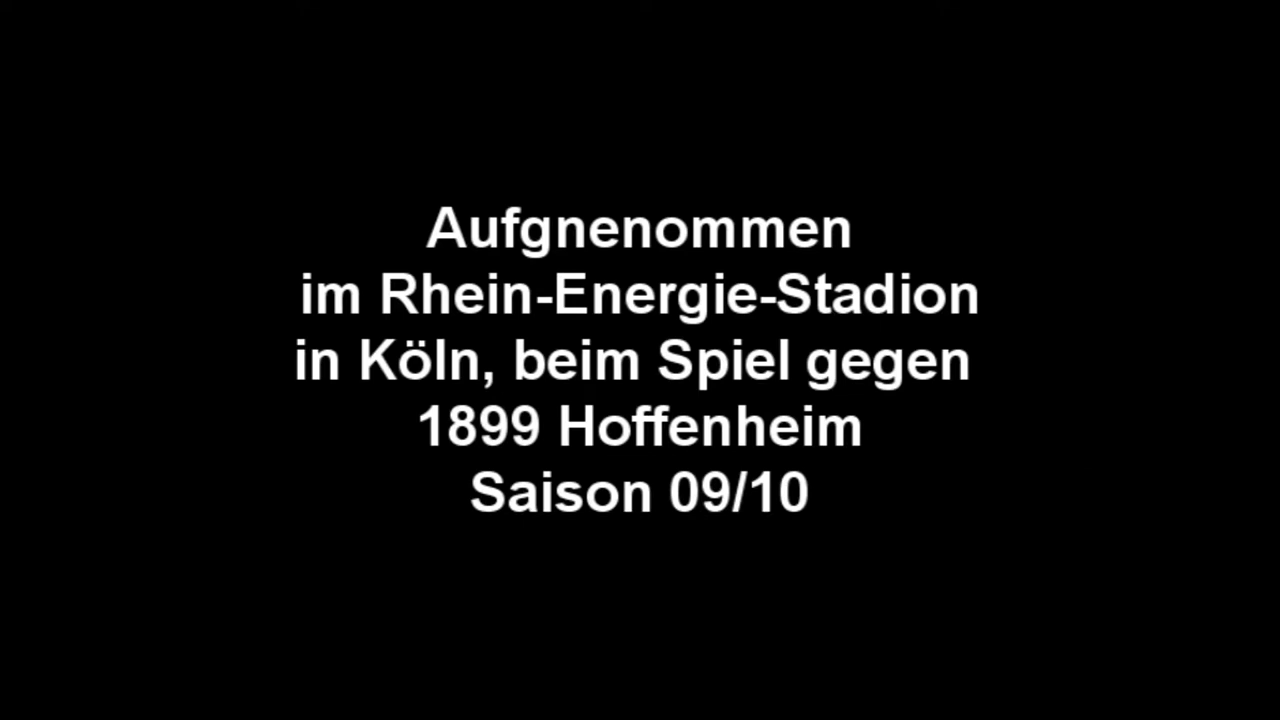 Aufgnenommen
im Rhein-Energie-Stadion
in Köln, beim Spiel gegen
1899 Hoffenheim
Saison 09/10